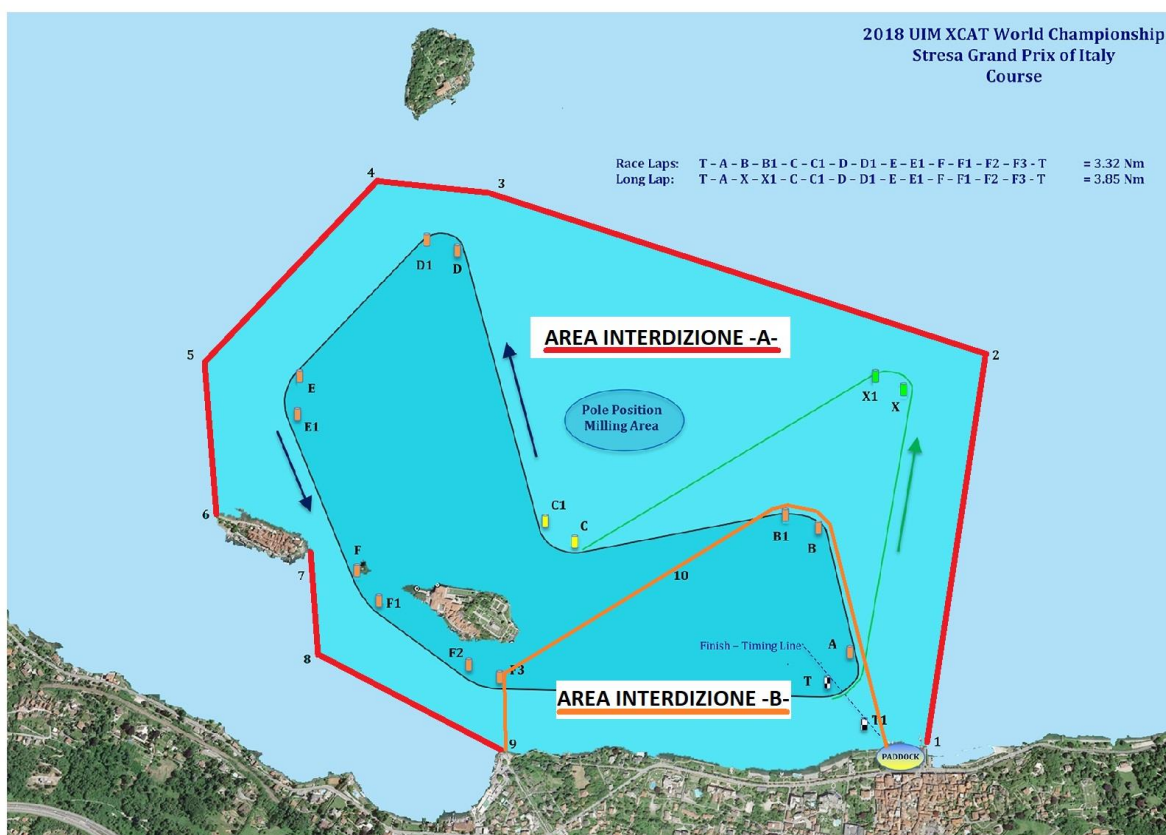 2018 UIM XCAT World Championship
Stresa Grand Prix of Italy
Course
Race Laps: T – A – B – B1 – C – C1 – D – D1 – E – E1 – F – F1 – F2 – F3 - T = 3.32 Nm
Long Lap: T – A – X – X1 – C – C1 – D – D1 – E – E1 – F – F1 – F2 – F3 - T = 3.85 Nm
4
3
D1
D
AREA INTERDIZIONE -A-
2
5
E
X1
X
E1
Pole Position
Milling Area
6
C1
C
B1
B
7
F
10
F1
Finish – Timing Line
A
8
F2
F3
T
AREA INTERDIZIONE -B-
T1
9
1
PADDOCK